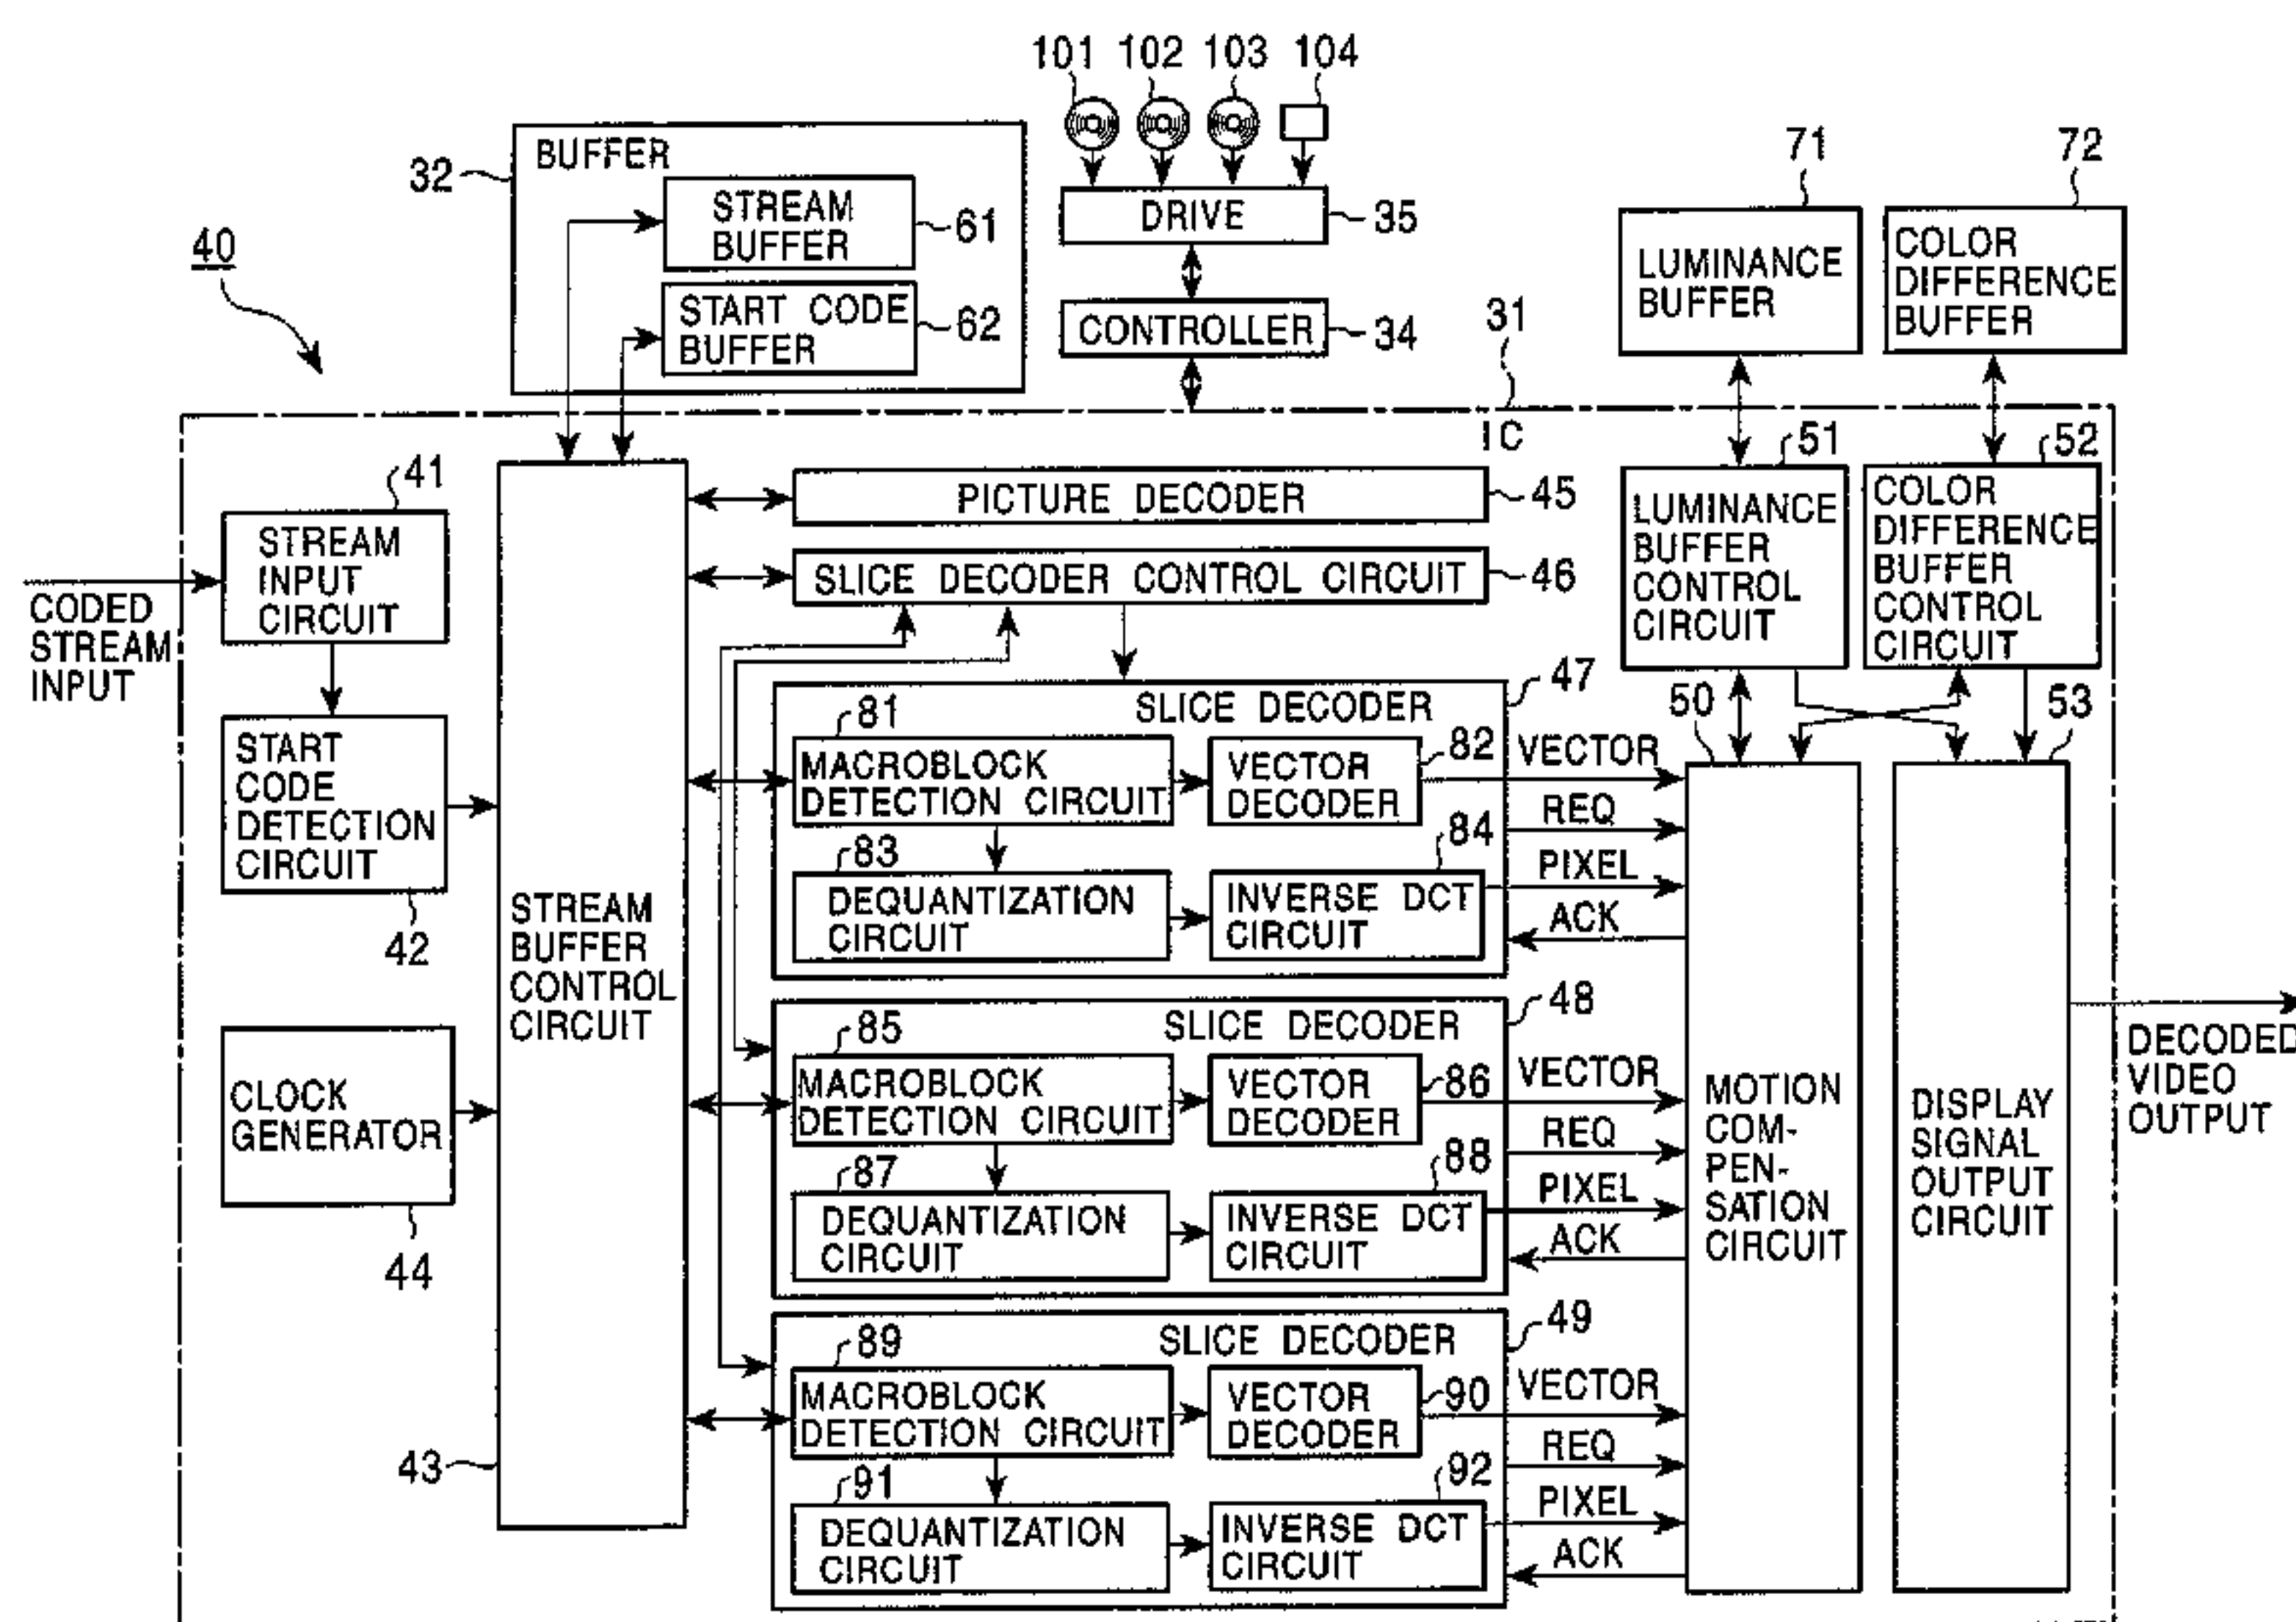 101 102 103 104
BUFFER
32
STREAM
BUFFER
61
START CODE
BUFFER
62
40
DRIVE
35
CONTROLLER
34
31
IC
71
LUMINANCE
BUFFER
72
COLOR
DIFFERENCE
BUFFER
41
STREAM
INPUT
CIRCUIT
CODED
STREAM
INPUT
START
CODE
DETECTION
CIRCUIT
42
CLOCK
GENERATOR
44
STREAM
BUFFER
CONTROL
CIRCUIT
43
PICTURE DECODER
45
SLICE DECODER CONTROL CIRCUIT
46
51
LUMINANCE
BUFFER
CONTROL
CIRCUIT
52
COLOR
DIFFERENCE
BUFFER
CONTROL
CIRCUIT
47
SLICE DECODER
81
MACROBLOCK
DETECTION CIRCUIT
82
VECTOR
DECODER
83
DEQUANTIZATION
CIRCUIT
84
INVERSE DCT
CIRCUIT
VECTOR
REQ
PIXEL
ACK
48
SLICE DECODER
85
MACROBLOCK
DETECTION CIRCUIT
86
VECTOR
DECODER
87
DEQUANTIZATION
CIRCUIT
88
INVERSE DCT
CIRCUIT
VECTOR
REQ
PIXEL
ACK
49
SLICE DECODER
89
MACROBLOCK
DETECTION CIRCUIT
90
VECTOR
DECODER
91
DEQUANTIZATION
CIRCUIT
92
INVERSE DCT
CIRCUIT
VECTOR
REQ
PIXEL
ACK
50
MOTION
COM-
PEN-
SATION
CIRCUIT
53
DISPLAY
SIGNAL
OUTPUT
CIRCUIT
DECODED
VIDEO
OUTPUT